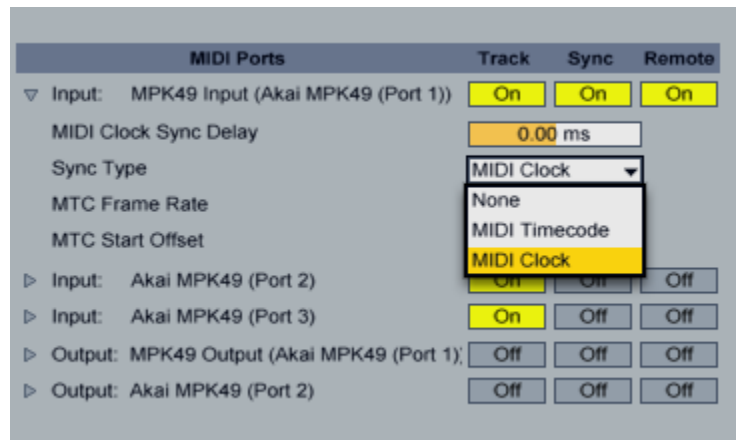 MIDI Ports Track Sync Remote
Input: MPK49 Input (Akai MPK49 (Port 1)) On On On
MIDI Clock Sync Delay 0.00 ms
Sync Type MIDI Clock
None
MTC Frame Rate
MIDI Timecode
MTC Start Offset
MIDI Clock
Input: Akai MPK49 (Port 2) On Off Off
Input: Akai MPK49 (Port 3) On Off Off
Output: MPK49 Output (Akai MPK49 (Port 1)) Off Off Off
Output: Akai MPK49 (Port 2) Off Off Off